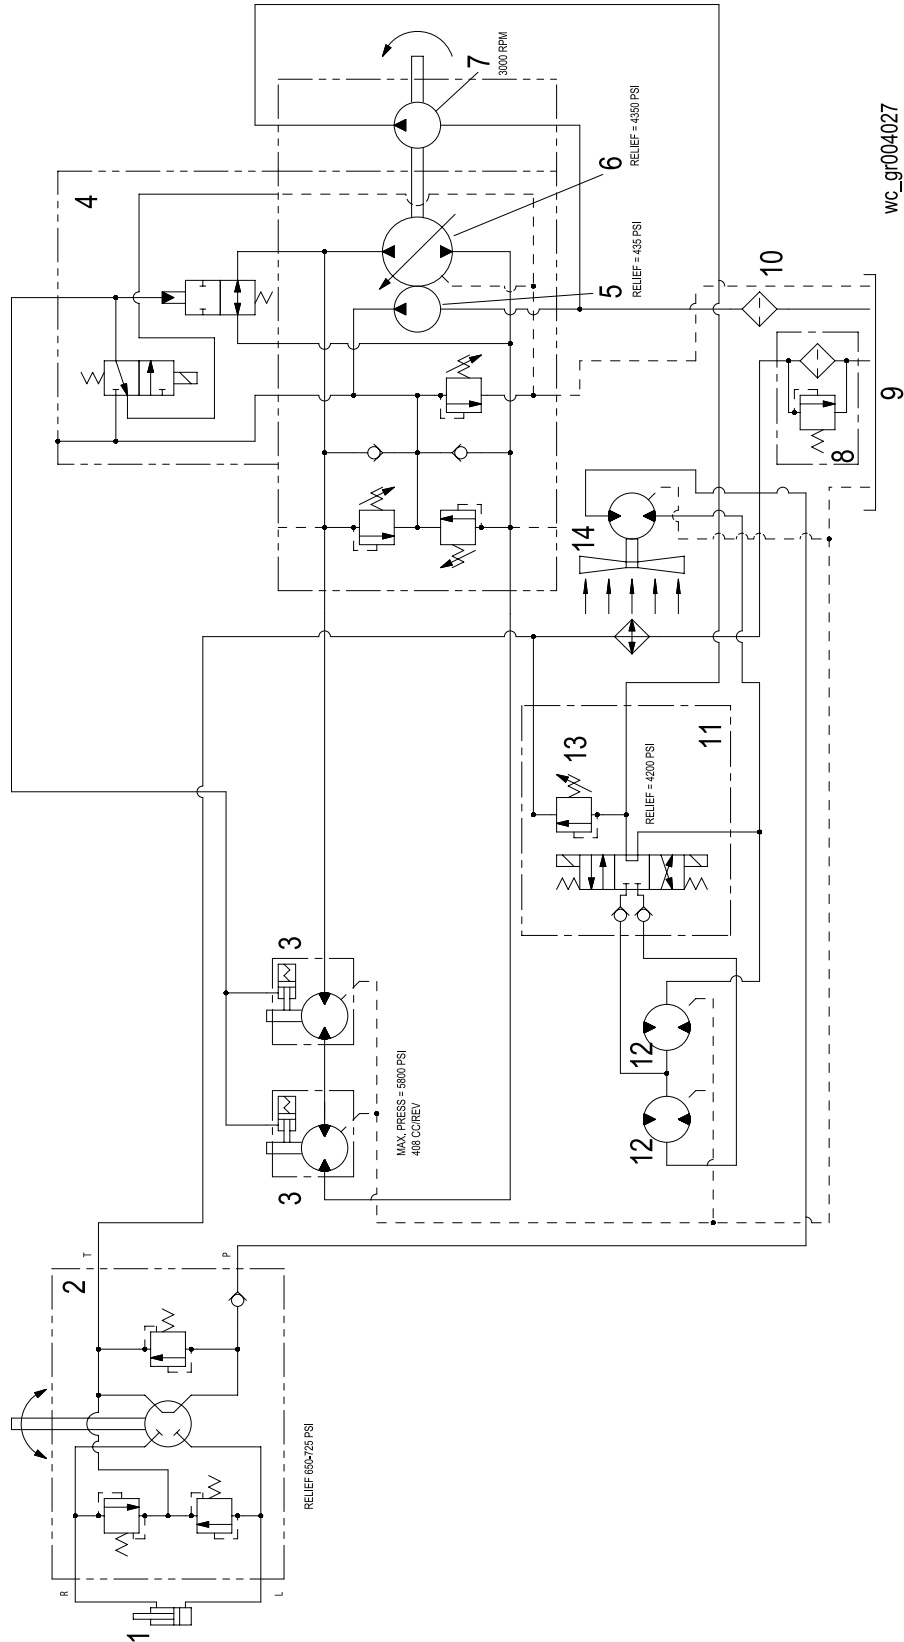 7
3000 RPM
4
6
RELIEF = 4350 PSI
5
RELIEF = 435 PSI
10
9
8
14
13
11
RELIEF = 4200 PSI
3
3
MAX. PRESS = 5800 PSI
408 CC/REV
12
12
T
P
2
RELIEF 650-725 PSI
R
L
1
wc_gr004027